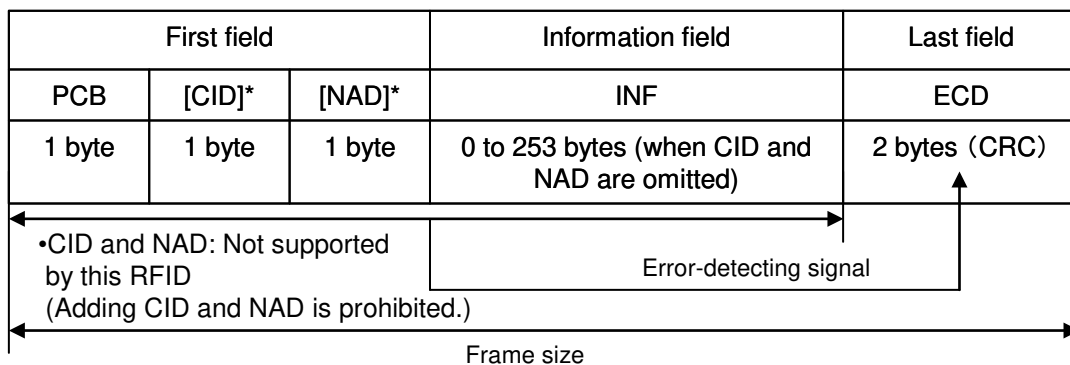 First field Information field Last field
PCB [CID]* [NAD]* INF ECD
1 byte 1 byte 1 byte 0 to 253 bytes (when CID and NAD are omitted) 2 bytes （CRC）
•CID and NAD: Not supported
by this RFID
(Adding CID and NAD is prohibited.)
Error-detecting signal
Frame size